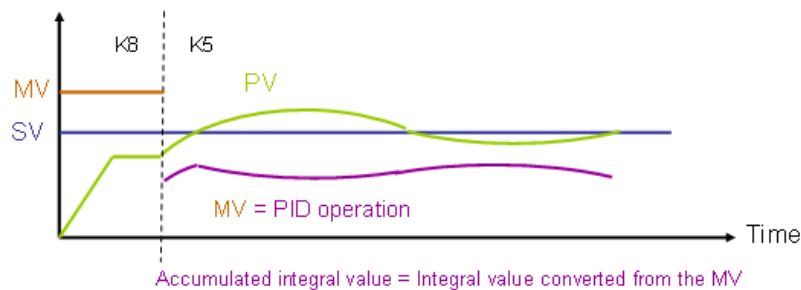 K8
K5
MV
PV
SV
MV = PID operation
Time
Accumulated integral value = Integral value converted from the MV